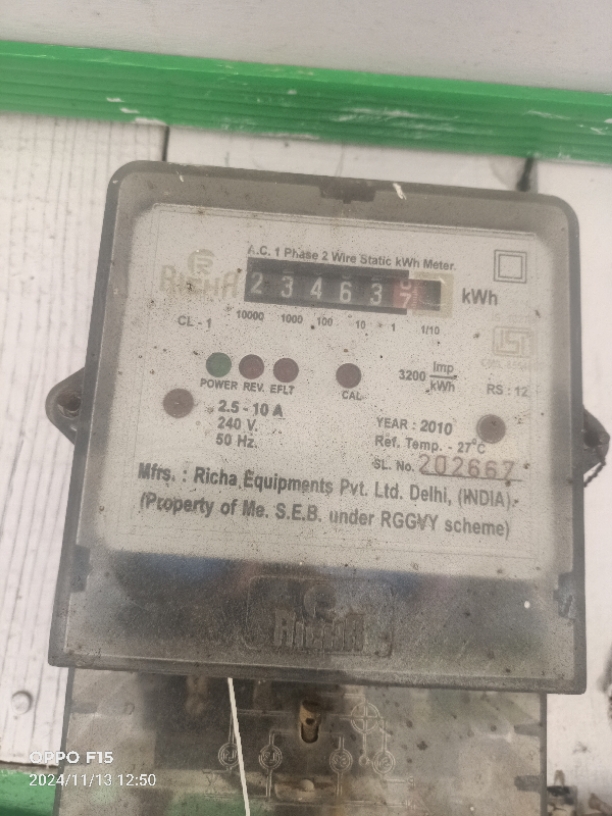 A.C. 1 Phase 2 Wire Static kWh Meter.
RICHA
2 3 4 6 3 7 kWh
CL - 1 10000 1000 100 10 1 1/10
3200 Imp/kWh
POWER REV. EFLT CAL
RS : 12
2.5 - 10 A
240 V.
50 Hz.
YEAR : 2010
Ref. Temp. - 27°C
SL. No. 202667
Mfrs. : Richa Equipments Pvt. Ltd. Delhi, (INDIA).
(Property of Me. S.E.B. under RGGVY scheme)
RICHA
OPPO F15
2024/11/13 12:50